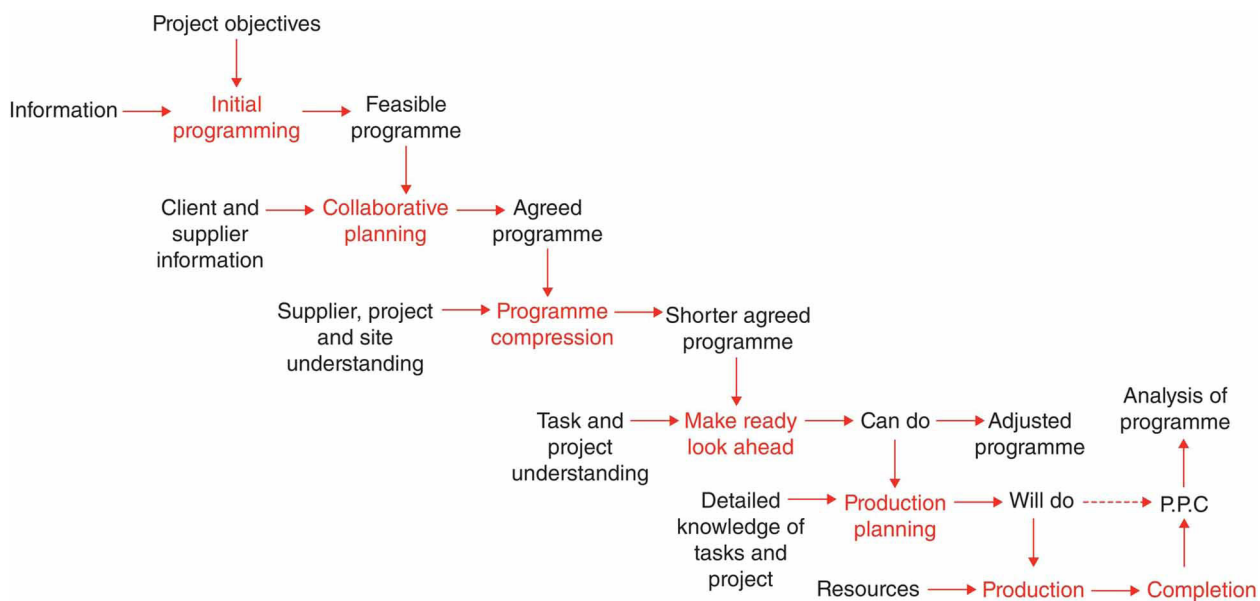 Project objectives
Information
Initial
programming
Feasible
programme
Client and
supplier
information
Collaborative
planning
Agreed
programme
Supplier, project
and site
understanding
Programme
compression
Shorter agreed
programme
Task and
project
understanding
Make ready
look ahead
Can do
Adjusted
programme
Analysis of
programme
Detailed
knowledge of
tasks and
project
Production
planning
Will do
P.P.C
Resources
Production
Completion